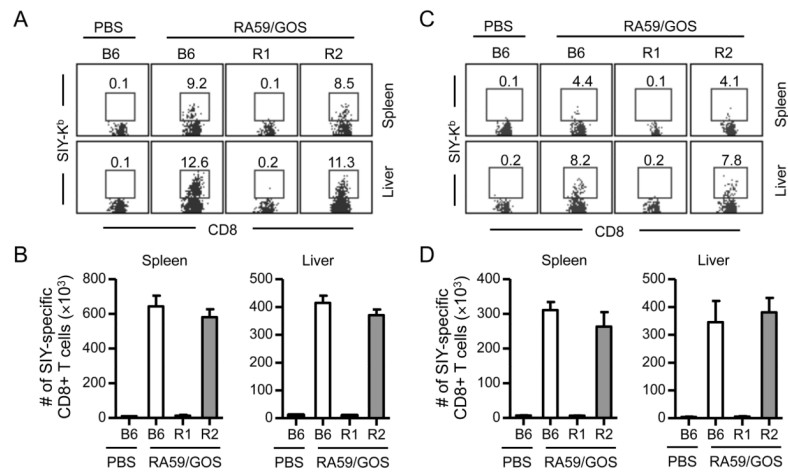 A
PBS
RA59/GOS
B6
B6
R1
R2
0.1
9.2
0.1
8.5
Spleen
0.1
12.6
0.2
11.3
Liver
SIY-Kᵇ
CD8
C
PBS
RA59/GOS
B6
B6
R1
R2
0.1
4.4
0.1
4.1
Spleen
0.2
8.2
0.2
7.8
Liver
SIY-Kᵇ
CD8
B
Spleen
# of SIY-specific
CD8+ T cells (×10³)
800
600
400
200
0
B6
B6
R1
R2
PBS
RA59/GOS
Liver
500
400
300
200
100
0
B6
B6
R1
R2
PBS
RA59/GOS
D
Spleen
# of SIY-specific
CD8+ T cells (×10³)
400
300
200
100
0
B6
B6
R1
R2
PBS
RA59/GOS
Liver
500
400
300
200
100
0
B6
B6
R1
R2
PBS
RA59/GOS